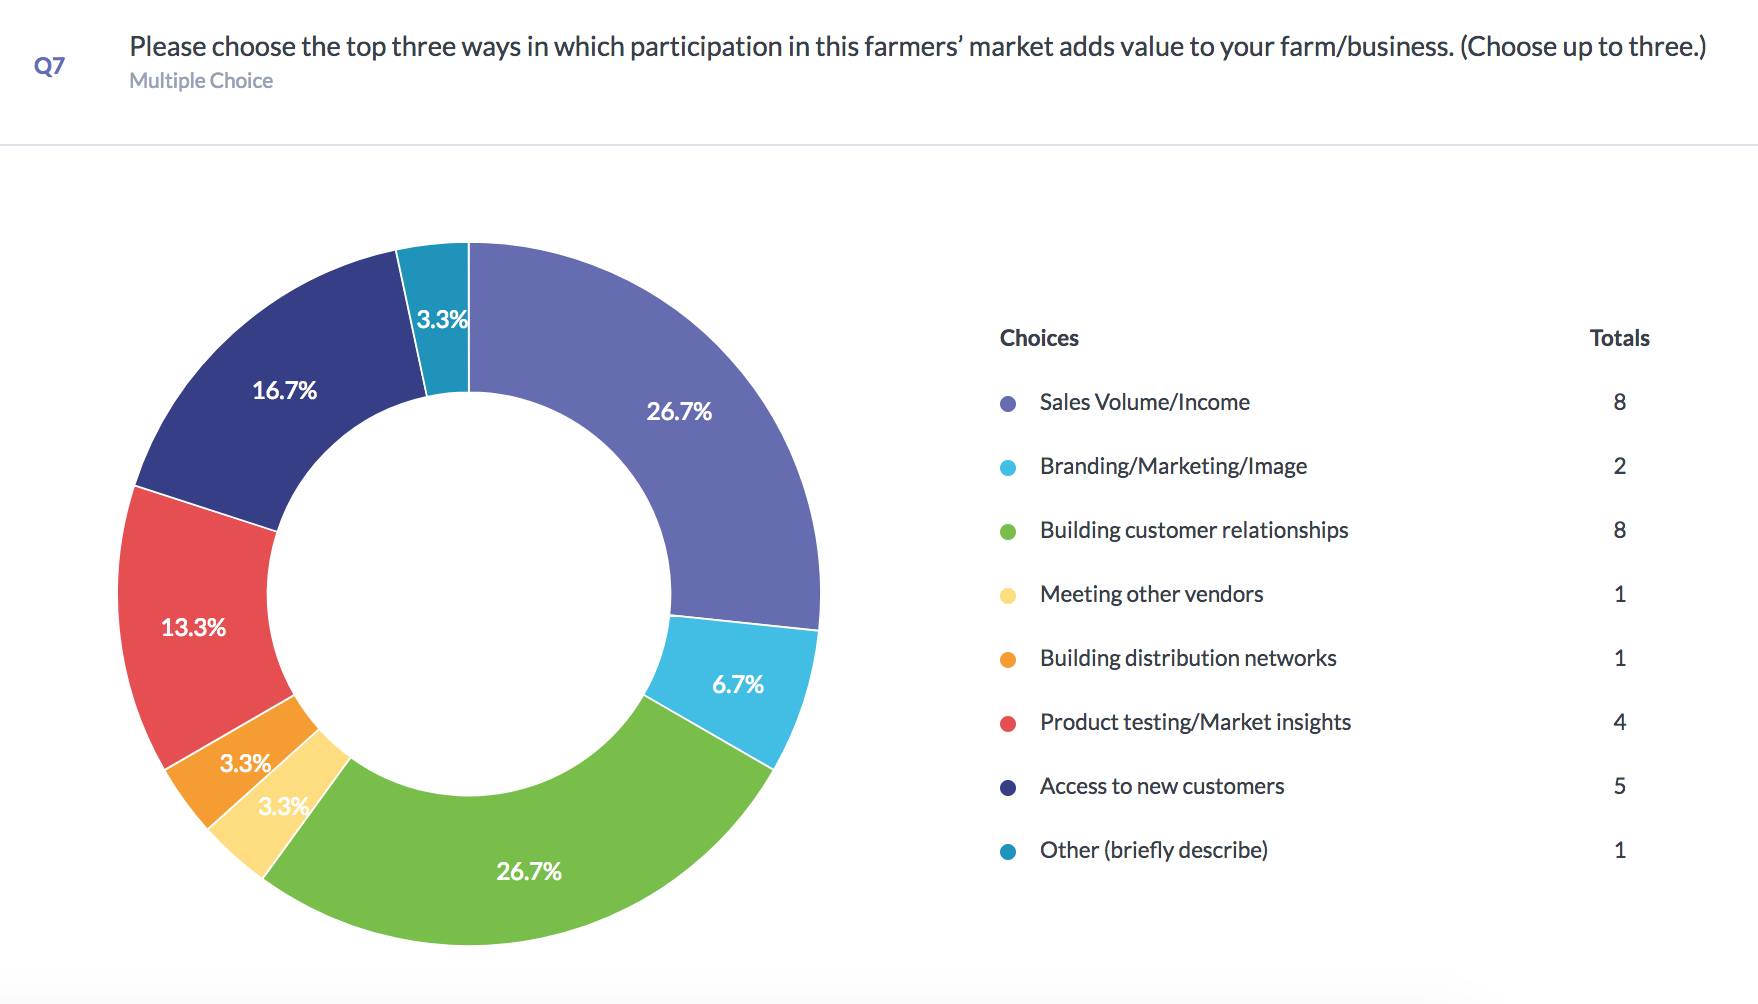 Q7
Please choose the top three ways in which participation in this farmers’ market adds value to your farm/business. (Choose up to three.)
Multiple Choice
3.3%
26.7%
16.7%
13.3%
6.7%
3.3%
3.3%
26.7%
Choices Totals
Sales Volume/Income 8
Branding/Marketing/Image 2
Building customer relationships 8
Meeting other vendors 1
Building distribution networks 1
Product testing/Market insights 4
Access to new customers 5
Other (briefly describe) 1